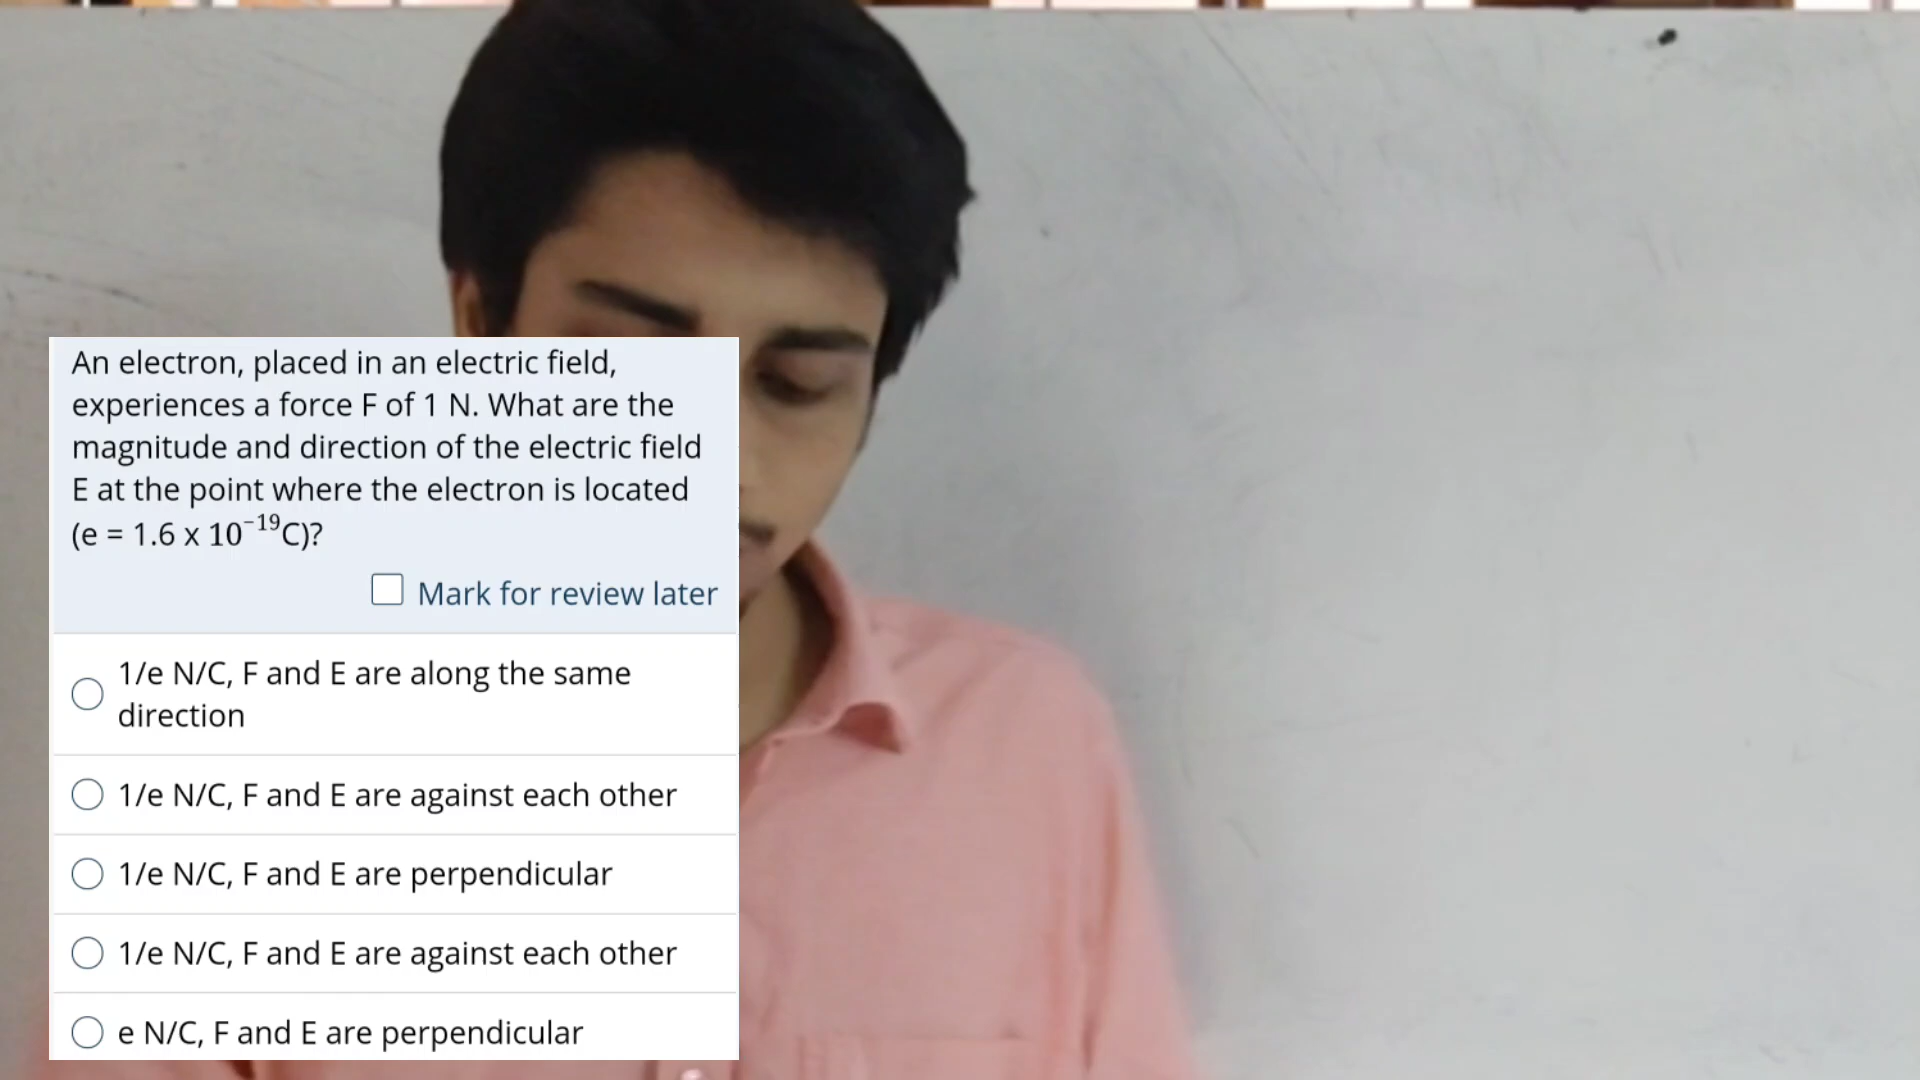 An electron, placed in an electric field,
experiences a force F of 1 N. What are the
magnitude and direction of the electric field
E at the point where the electron is located
(e = 1.6 x 10⁻¹⁹C)?
Mark for review later
1/e N/C, F and E are along the same
direction
1/e N/C, F and E are against each other
1/e N/C, F and E are perpendicular
1/e N/C, F and E are against each other
e N/C, F and E are perpendicular